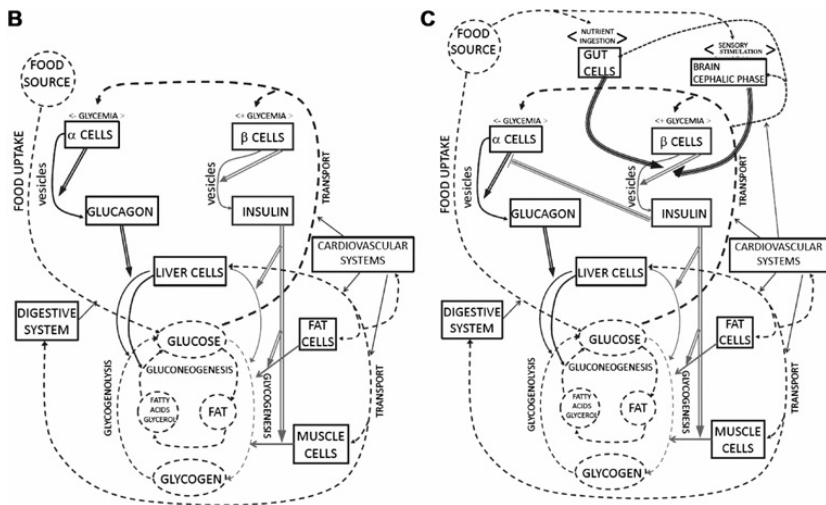 B
FOOD
SOURCE
<- GLYCEMIA >
α CELLS
<+ GLYCEMIA >
β CELLS
FOOD UPTAKE
vesicles
vesicles
TRANSPORT
GLUCAGON
INSULIN
CARDIOVASCULAR
SYSTEMS
LIVER CELLS
DIGESTIVE
SYSTEM
FAT
CELLS
GLUCOSE
GLUCONEOGENESIS
GLYCOGENOLYSIS
GLYCOGENESIS
TRANSPORT
FATTY
ACIDS
GLYCEROL
FAT
MUSCLE
CELLS
GLYCOGEN
C
FOOD
SOURCE
< NUTRIENT >
INGESTION
GUT
CELLS
< SENSORY >
STIMULATION
BRAIN
CEPHALIC PHASE
<- GLYCEMIA >
α CELLS
<+ GLYCEMIA >
β CELLS
FOOD UPTAKE
vesicles
vesicles
TRANSPORT
GLUCAGON
INSULIN
CARDIOVASCULAR
SYSTEMS
LIVER CELLS
DIGESTIVE
SYSTEM
FAT
CELLS
GLUCOSE
GLUCONEOGENESIS
GLYCOGENOLYSIS
GLYCOGENESIS
TRANSPORT
FATTY
ACIDS
GLYCEROL
FAT
MUSCLE
CELLS
GLYCOGEN